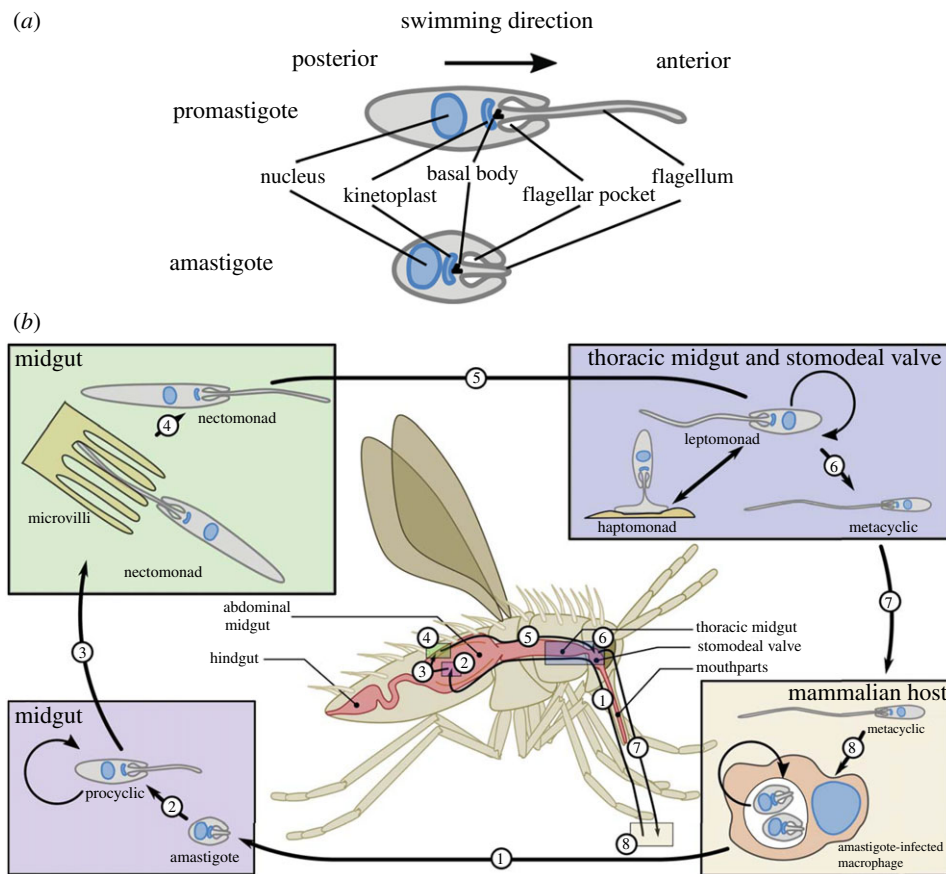 (a)
swimming direction
posterior
anterior
promastigote
nucleus
kinetoplast
basal body
flagellar pocket
flagellum
amastigote
(b)
midgut
nectomonad
4
microvilli
nectomonad
5
thoracic midgut and stomodeal valve
leptomonad
6
haptomonad
metacyclic
3
7
abdominal
midgut
hindgut
4
3
2
5
6
1
7
8
thoracic midgut
stomodeal valve
mouthparts
midgut
procyclic
2
amastigote
1
mammalian host
metacyclic
8
amastigote-infected
macrophage